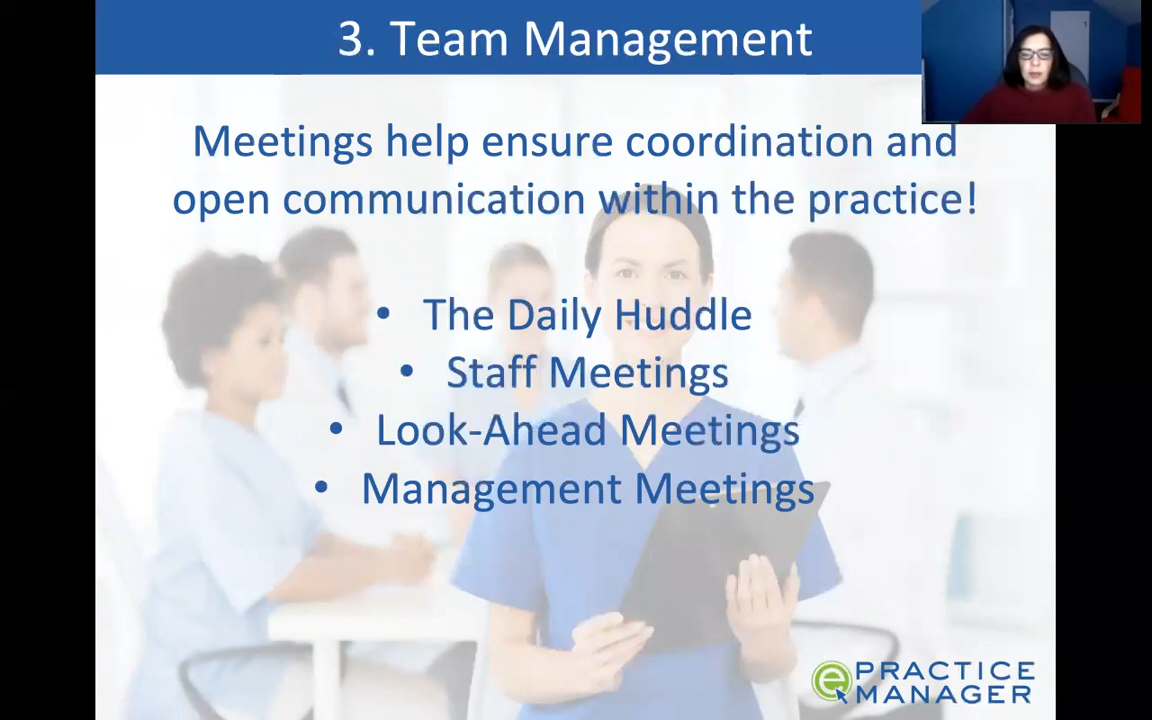 3. Team Management
Meetings help ensure coordination and
open communication within the practice!
• The Daily Huddle
• Staff Meetings
• Look-Ahead Meetings
• Management Meetings
e PRACTICE
MANAGER